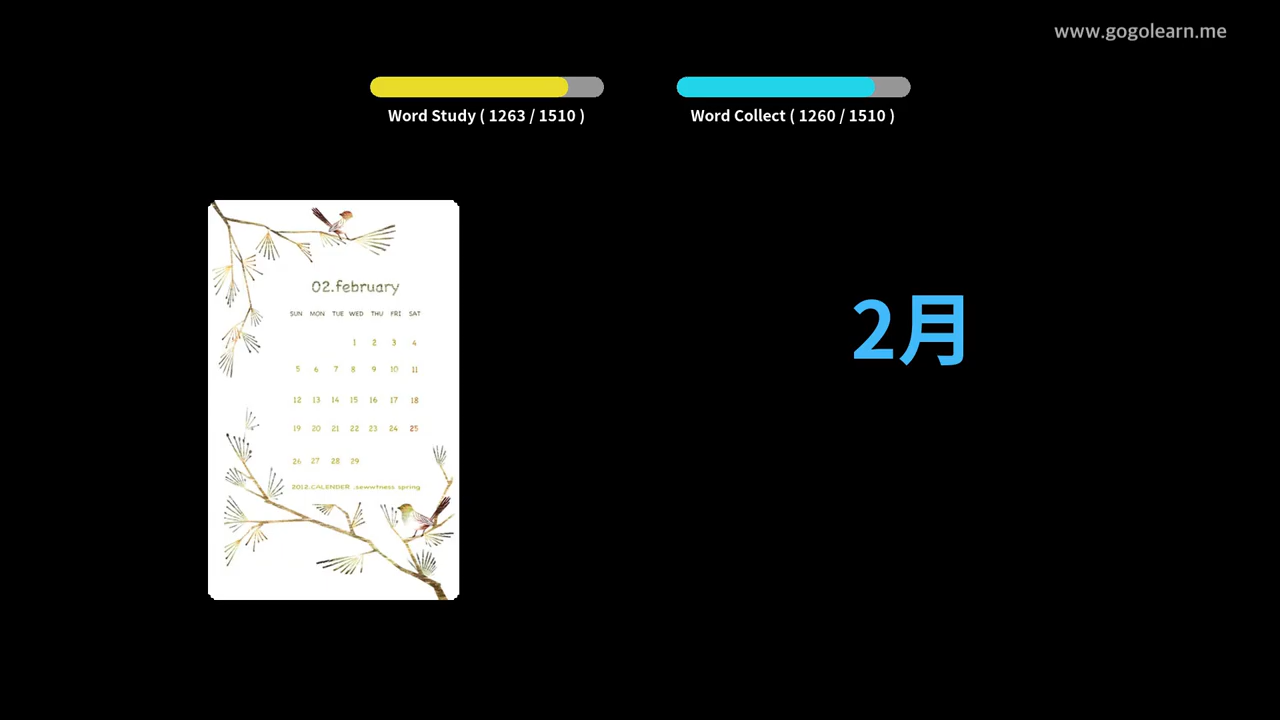 www.gogolearn.me
Word Study ( 1263 / 1510 )
Word Collect ( 1260 / 1510 )
02.february
SUN MON TUE WED THU FRI SAT
1 2 3 4
5 6 7 8 9 10 11
12 13 14 15 16 17 18
19 20 21 22 23 24 25
26 27 28 29
2012.CALENDER .sewwtness spring
2月